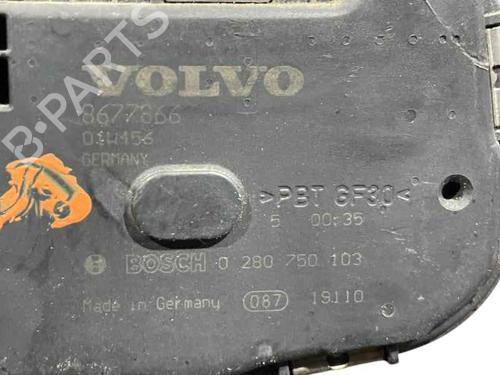 B-PARTS
VOLVO
8677866
01W456
GERMANY
>PBT GF30<
5 00:35
BOSCH 0 280 750 103
Made in Germany 087 19110